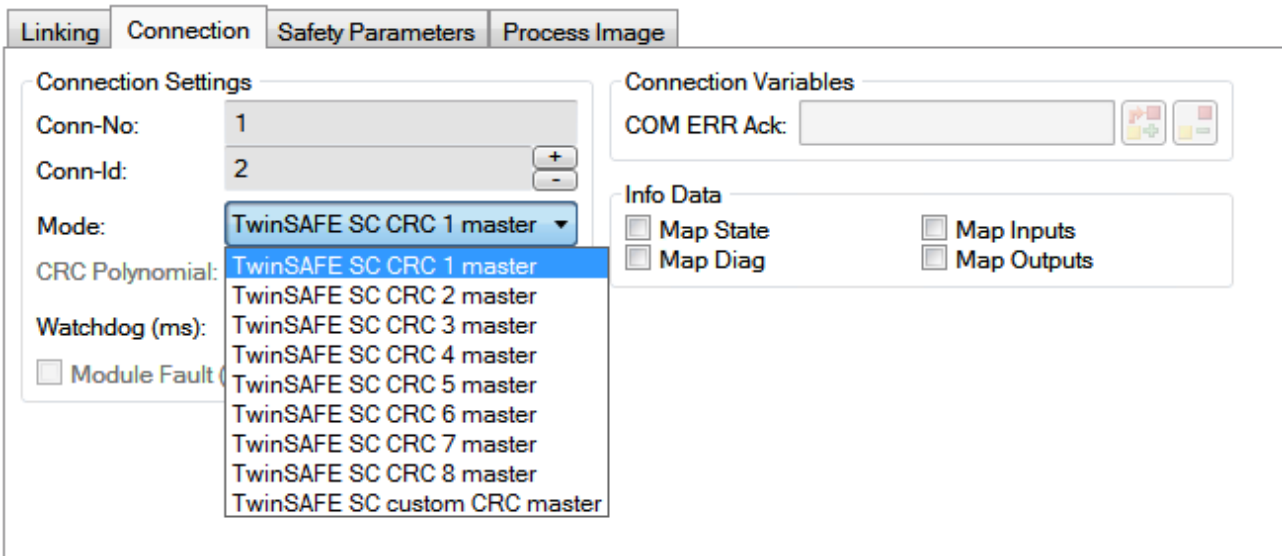 Linking Connection Safety Parameters Process Image
Connection Settings
Conn-No: 1
Conn-Id: 2
+
-
Mode: TwinSAFE SC CRC 1 master
CRC Polynomial:
Watchdog (ms):
Module Fault (
TwinSAFE SC CRC 1 master
TwinSAFE SC CRC 2 master
TwinSAFE SC CRC 3 master
TwinSAFE SC CRC 4 master
TwinSAFE SC CRC 5 master
TwinSAFE SC CRC 6 master
TwinSAFE SC CRC 7 master
TwinSAFE SC CRC 8 master
TwinSAFE SC custom CRC master
Connection Variables
COM ERR Ack:
Info Data
Map State Map Inputs
Map Diag Map Outputs